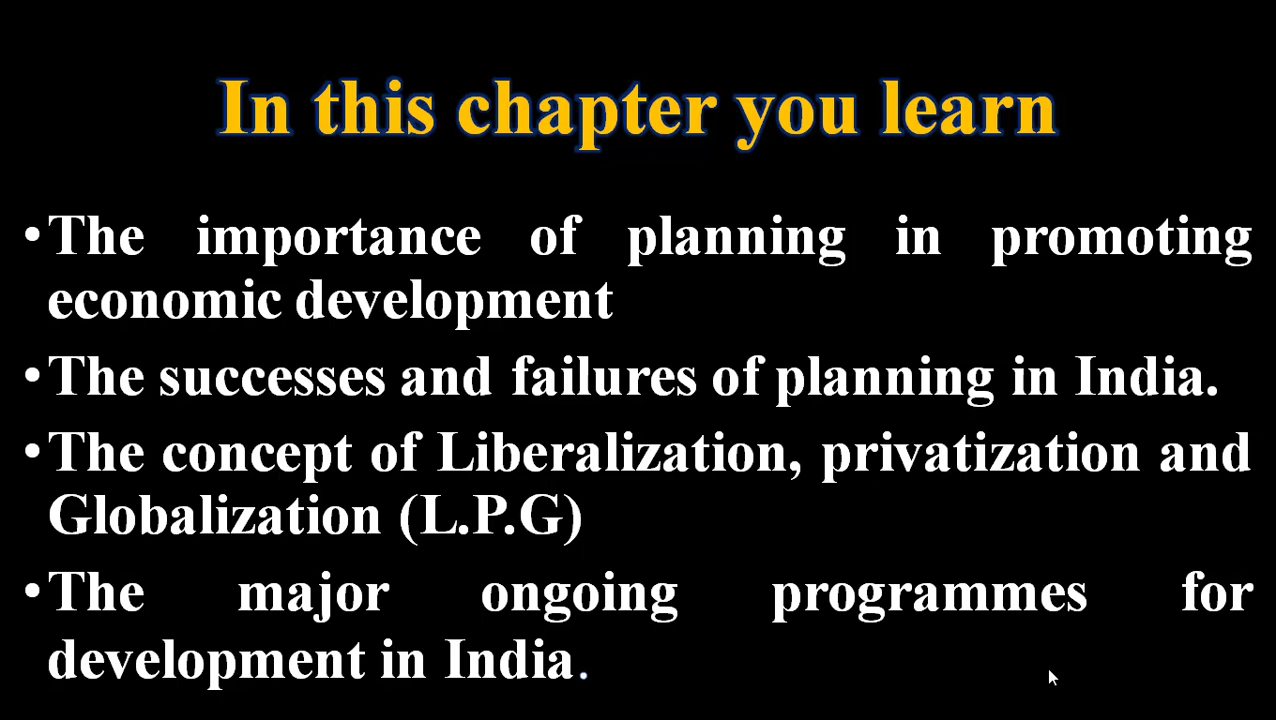 In this chapter you learn
•The importance of planning in promoting
economic development
•The successes and failures of planning in India.
•The concept of Liberalization, privatization and
Globalization (L.P.G)
•The major ongoing programmes for
development in India.